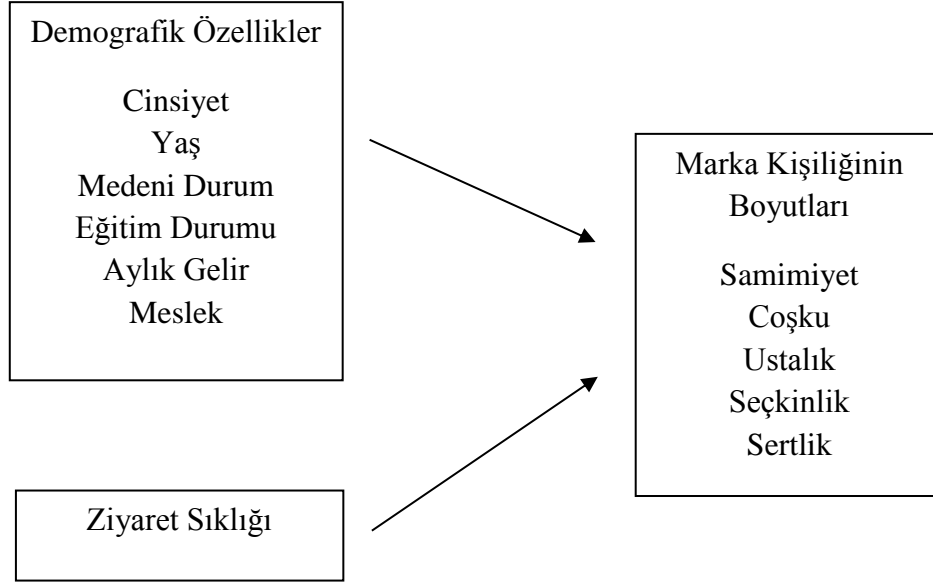 Demografik Özellikler
Cinsiyet
Yaş
Medeni Durum
Eğitim Durumu
Aylık Gelir
Meslek
Marka Kişiliğinin
Boyutları
Samimiyet
Coşku
Ustalık
Seçkinlik
Sertlik
Ziyaret Sıklığı